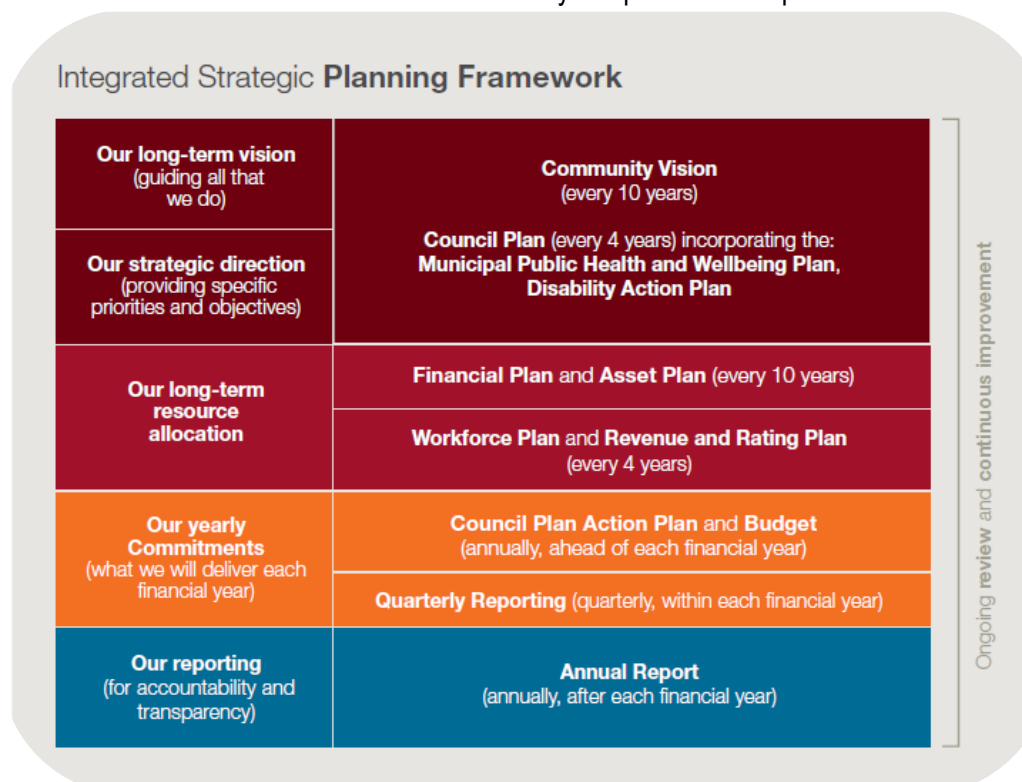 Integrated Strategic Planning Framework
Our long-term vision
(guiding all that
we do)
Community Vision
(every 10 years)
Council Plan (every 4 years) incorporating the:
Municipal Public Health and Wellbeing Plan,
Disability Action Plan
Our strategic direction
(providing specific
priorities and objectives)
Our long-term
resource
allocation
Financial Plan and Asset Plan (every 10 years)
Workforce Plan and Revenue and Rating Plan
(every 4 years)
Our yearly
Commitments
(what we will deliver each
financial year)
Council Plan Action Plan and Budget
(annually, ahead of each financial year)
Quarterly Reporting (quarterly, within each financial year)
Our reporting
(for accountability and
transparency)
Annual Report
(annually, after each financial year)
Ongoing review and continuous improvement